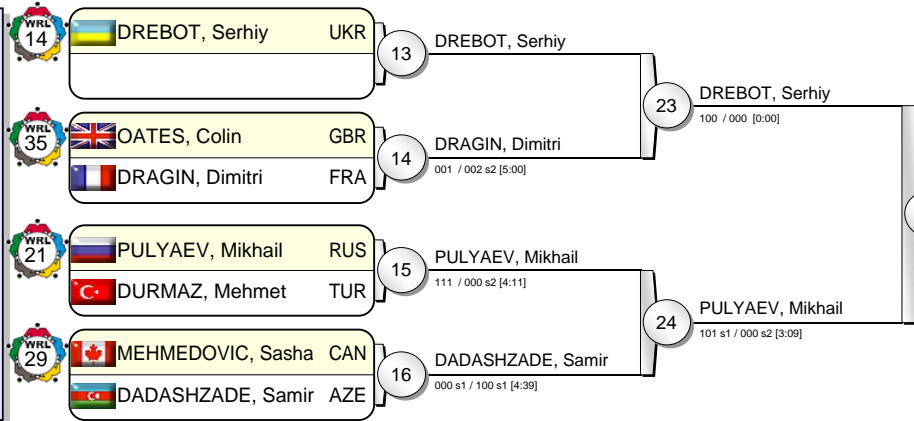 WRL
14
DREBOT, Serhiy UKR
13
DREBOT, Serhiy
23
DREBOT, Serhiy
100 / 000 [0:00]
WRL
35
OATES, Colin GBR
DRAGIN, Dimitri FRA
14
DRAGIN, Dimitri
001 / 002 s2 [5:00]
WRL
21
PULYAEV, Mikhail RUS
DURMAZ, Mehmet TUR
15
PULYAEV, Mikhail
111 / 000 s2 [4:11]
24
PULYAEV, Mikhail
101 s1 / 000 s2 [3:09]
WRL
29
MEHMEDOVIC, Sasha CAN
DADASHZADE, Samir AZE
16
DADASHZADE, Samir
000 s1 / 100 s1 [4:39]